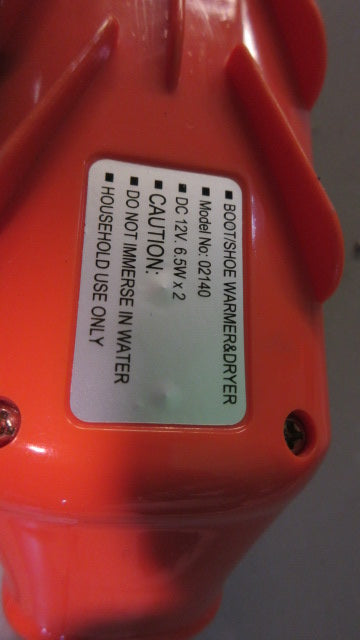 ■ BOOT/SHOE WARMER&DRYER
■ Model No: 02140
■ DC 12V. 6.5W x 2
■ CAUTION:
■ DO NOT IMMERSE IN WATER
■ HOUSEHOLD USE ONLY